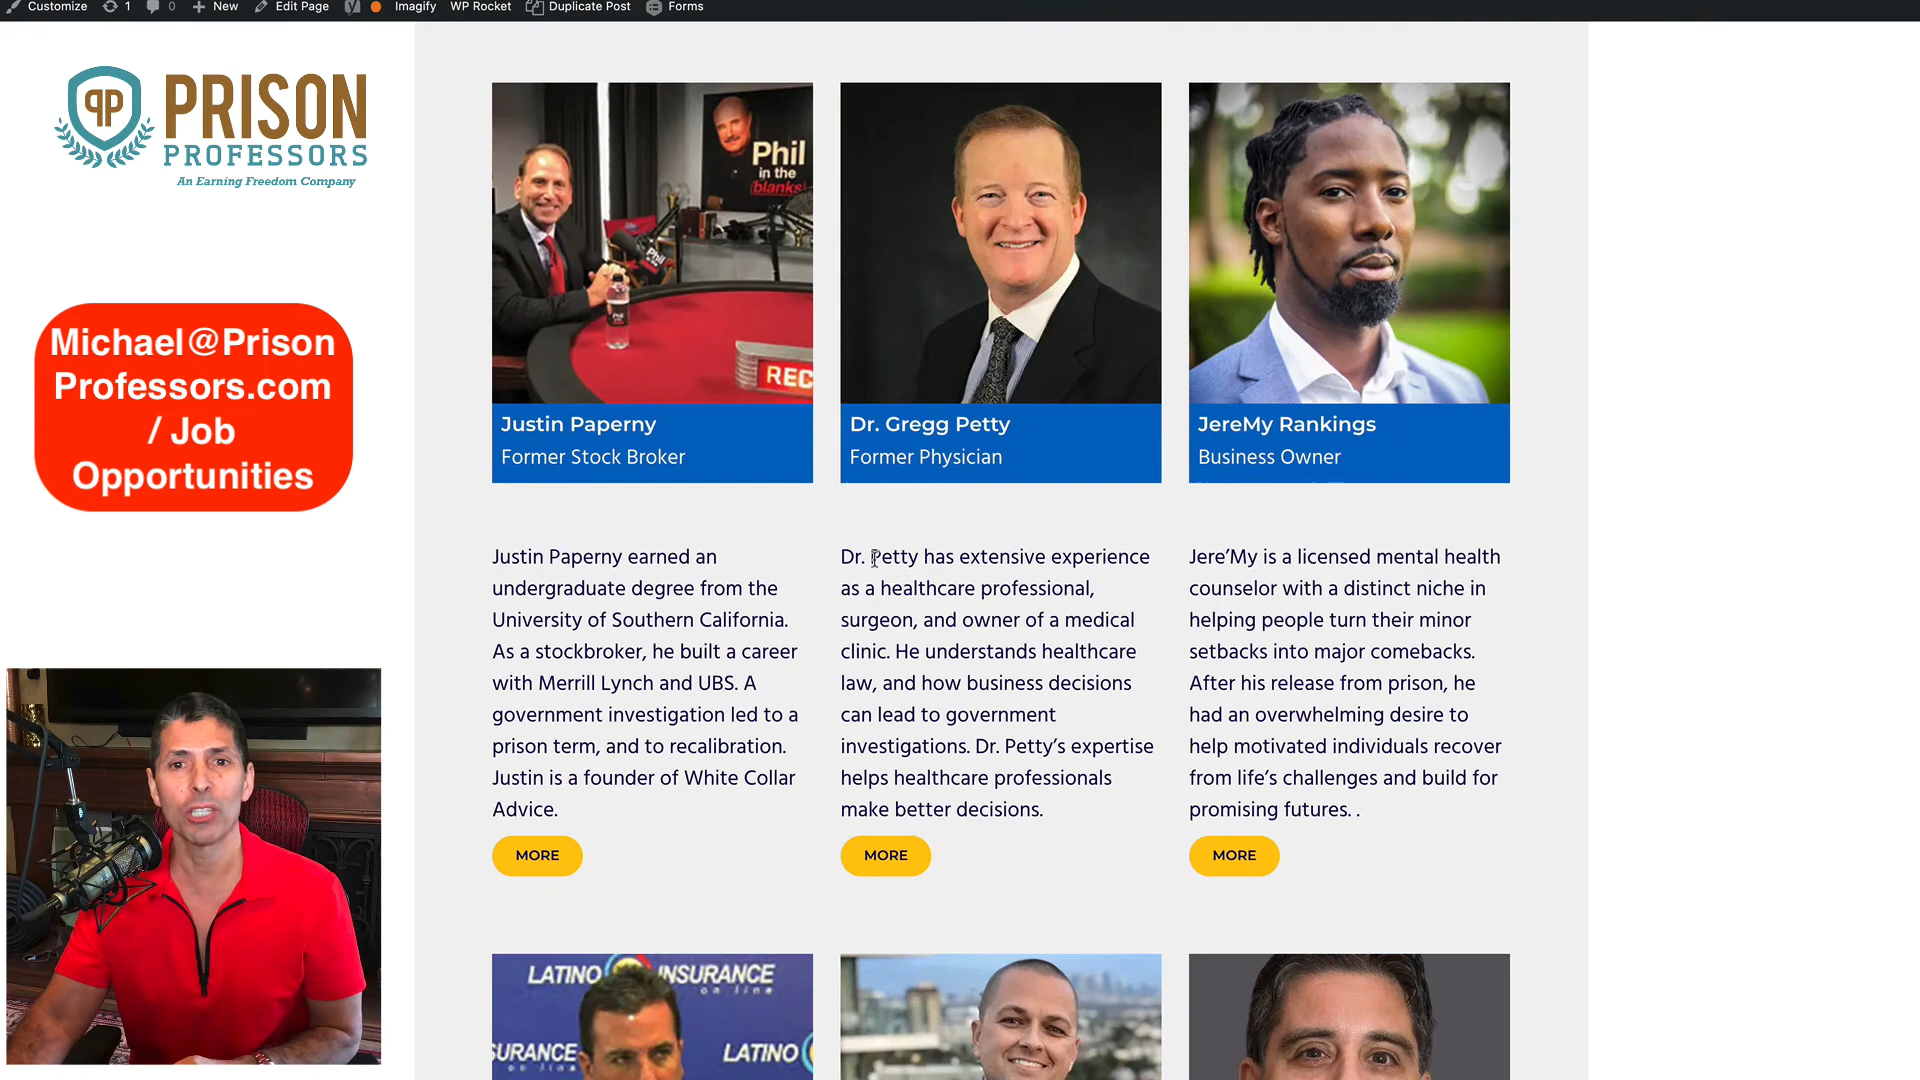 Customize
1
0
New
Edit Page
Imagify
WP Rocket
Duplicate Post
Forms
PP
PRISON
PROFESSORS
An Earning Freedom Company
Michael@Prison
Professors.com
/ Job
Opportunities
Phil
in the
(blanks)
Phil
REC
Justin Paperny
Former Stock Broker
Justin Paperny earned an
undergraduate degree from the
University of Southern California.
As a stockbroker, he built a career
with Merrill Lynch and UBS. A
government investigation led to a
prison term, and to recalibration.
Justin is a founder of White Collar
Advice.
MORE
Dr. Gregg Petty
Former Physician
Dr. Petty has extensive experience
as a healthcare professional,
surgeon, and owner of a medical
clinic. He understands healthcare
law, and how business decisions
can lead to government
investigations. Dr. Petty’s expertise
helps healthcare professionals
make better decisions.
MORE
JereMy Rankings
Business Owner
Jere’My is a licensed mental health
counselor with a distinct niche in
helping people turn their minor
setbacks into major comebacks.
After his release from prison, he
had an overwhelming desire to
help motivated individuals recover
from life’s challenges and build for
promising futures. .
MORE
LATINO INSURANCE
on line
SURANCE
on line
LATINO